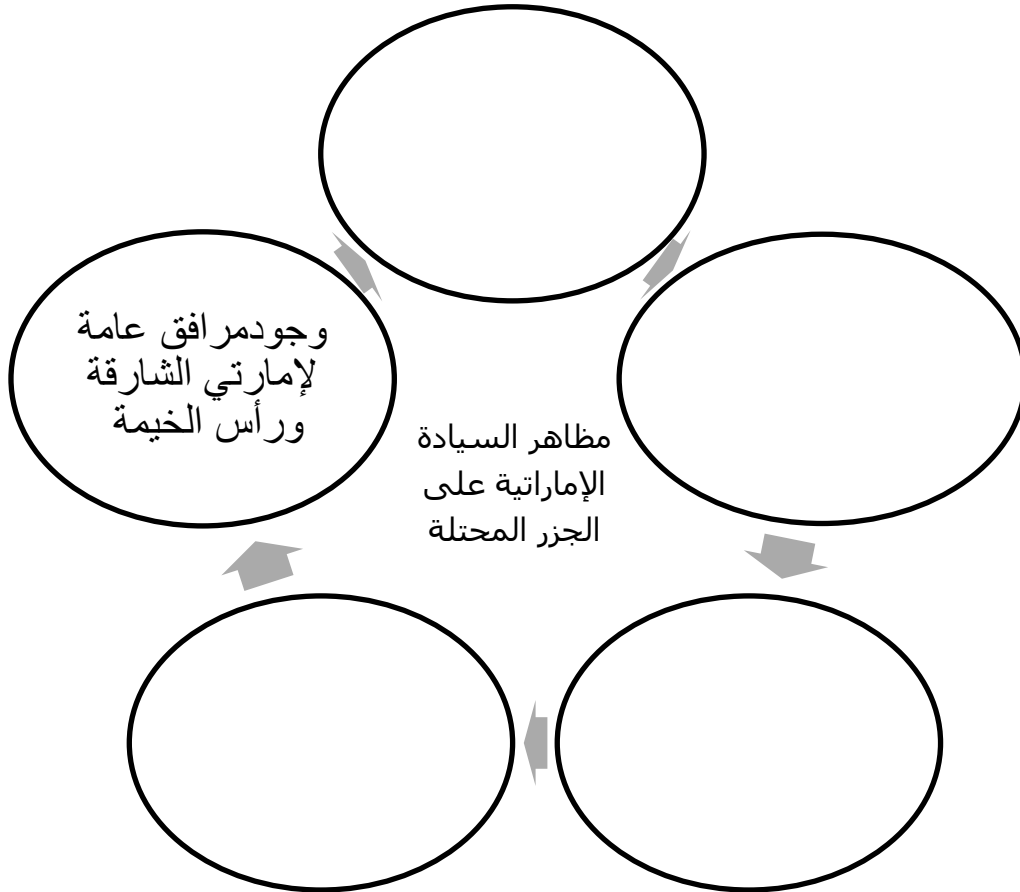 وجودمرافق عامة
لإمارتي الشارقة
ورأس الخيمة
مظاهر السيادة
الإماراتية على
الجزر المحتلة